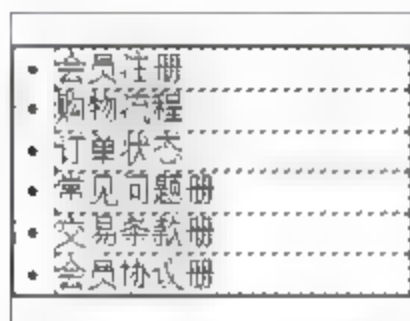 会员注册
购物流程
订单状态
常见问题册
交易条款册
会员协议册